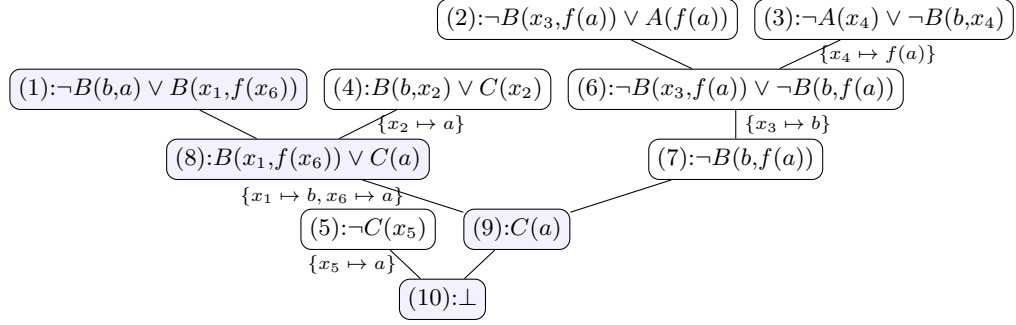 (2):¬B(x₃,f(a)) ∨ A(f(a))
(3):¬A(x₄) ∨ ¬B(b,x₄)
{x₄ ↦ f(a)}
(1):¬B(b,a) ∨ B(x₁,f(x₆))
(4):B(b,x₂) ∨ C(x₂)
(6):¬B(x₃,f(a)) ∨ ¬B(b,f(a))
{x₂ ↦ a}
{x₃ ↦ b}
(8):B(x₁,f(x₆)) ∨ C(a)
(7):¬B(b,f(a))
{x₁ ↦ b, x₆ ↦ a}
(5):¬C(x₅)
(9):C(a)
{x₅ ↦ a}
(10):⊥